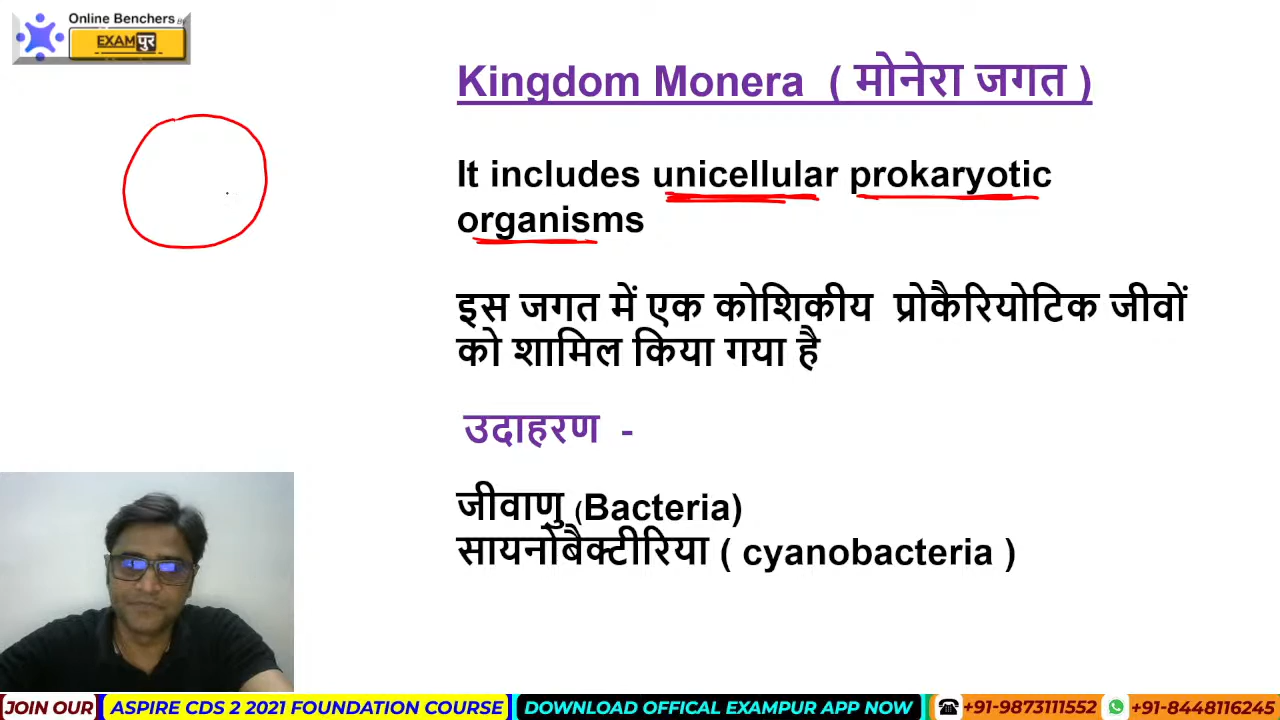 Online Benchers By
EXAMपुर
Kingdom Monera ( मोनेरा जगत )
It includes unicellular prokaryotic
organisms
इस जगत में एक कोशिकीय प्रोकैरियोटिक जीवों
को शामिल किया गया है
उदाहरण -
जीवाणु (Bacteria)
सायनोबैक्टीरिया ( cyanobacteria )
JOIN OUR ASPIRE CDS 2 2021 FOUNDATION COURSE DOWNLOAD OFFICAL EXAMPUR APP NOW +91-9873111552 +91-8448116245